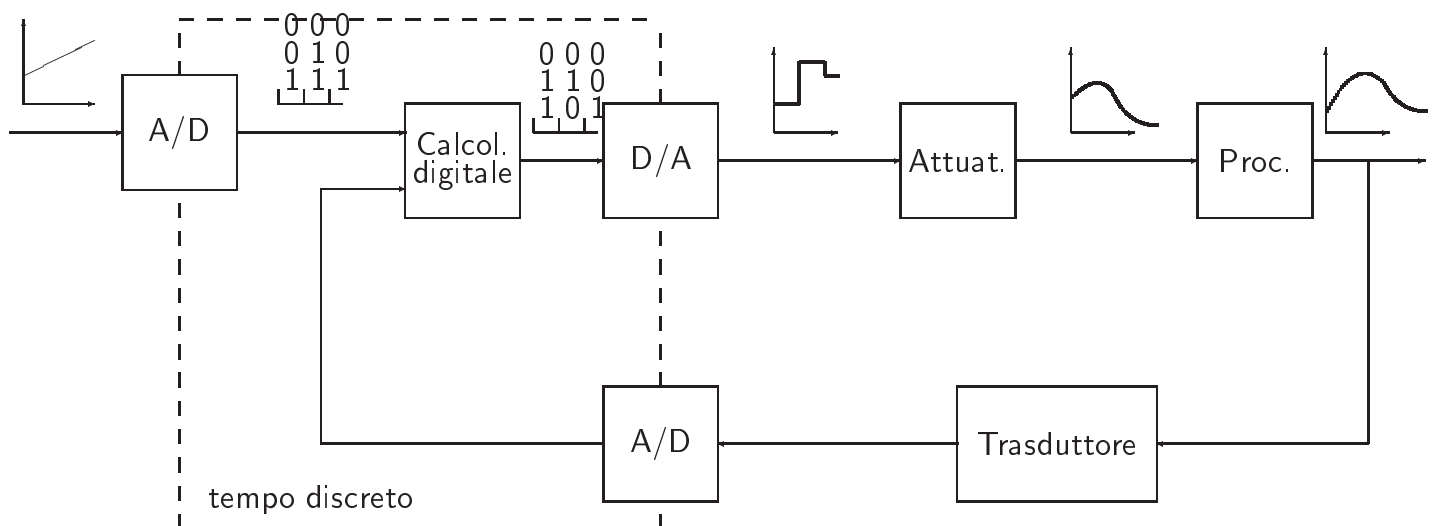 0 0 0
0 1 0
1 1 1
0 0 0
1 1 0
1 0 1
A/D
Calcol.
digitale
D/A
Attuat.
Proc.
A/D
Trasduttore
tempo discreto